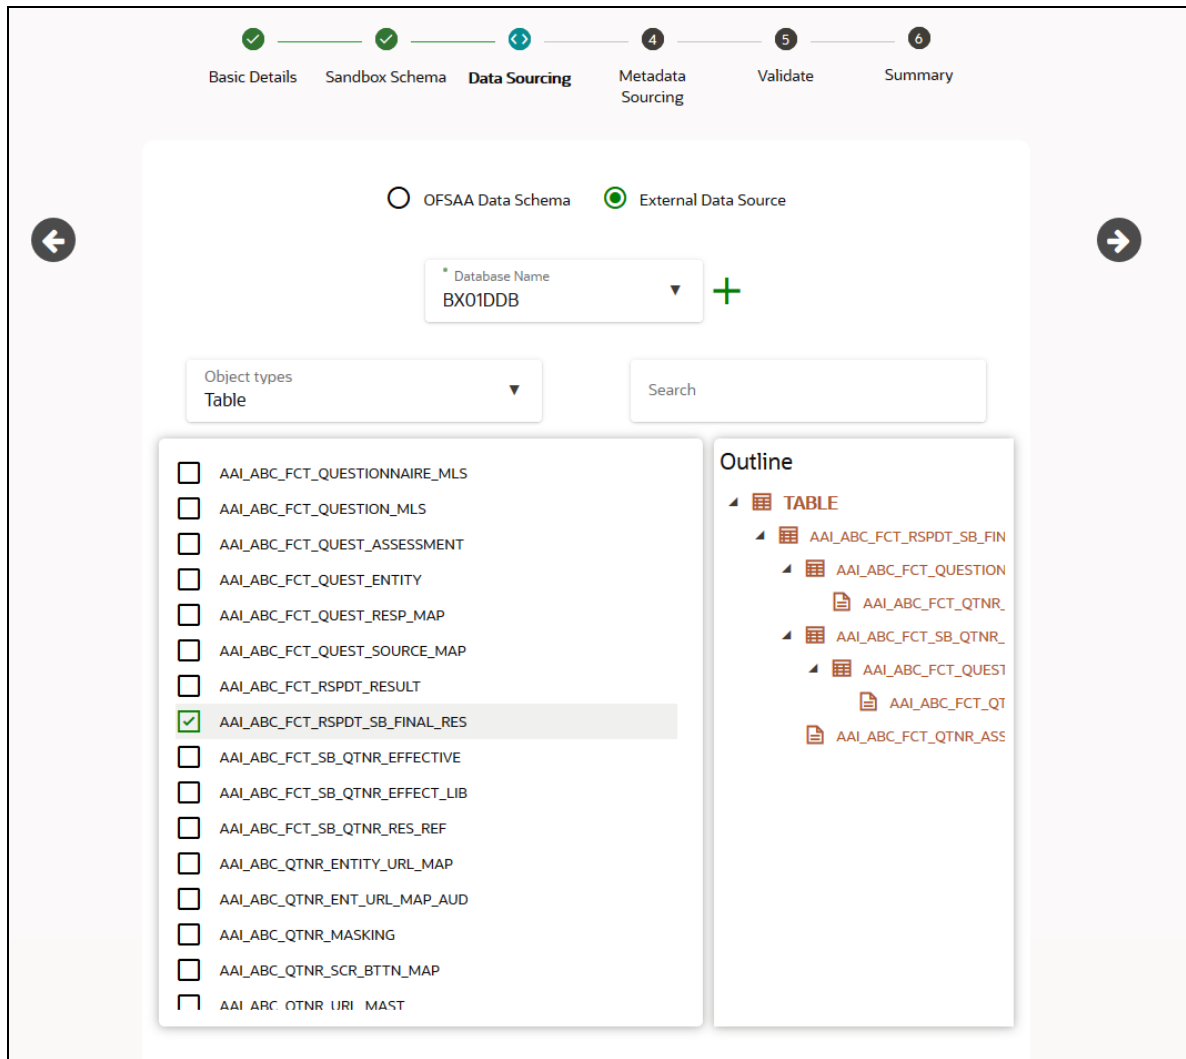 4 5 6
Basic Details Sandbox Schema Data Sourcing Metadata Validate Summary
Sourcing
OFSAA Data Schema External Data Source
Database Name
BX01DDB
Object types
Table
Search
AAI_ABC_FCT_QUESTIONNAIRE_MLS
AAI_ABC_FCT_QUESTION_MLS
AAI_ABC_FCT_QUEST_ASSESSMENT
AAI_ABC_FCT_QUEST_ENTITY
AAI_ABC_FCT_QUEST_RESP_MAP
AAI_ABC_FCT_QUEST_SOURCE_MAP
AAI_ABC_FCT_RSPDT_RESULT
AAI_ABC_FCT_RSPDT_SB_FINAL_RES
AAI_ABC_FCT_SB_QTNR_EFFECTIVE
AAI_ABC_FCT_SB_QTNR_EFFECT_LIB
AAI_ABC_FCT_SB_QTNR_RES_REF
AAI_ABC_QTNR_ENTITY_URL_MAP
AAI_ABC_QTNR_ENT_URL_MAP_AUD
AAI_ABC_QTNR_MASKING
AAI_ABC_QTNR_SCR_BTTN_MAP
AAI_ABC_QTNR_URL_MAST
Outline
TABLE
AAI_ABC_FCT_RSPDT_SB_FIN
AAI_ABC_FCT_QUESTION
AAI_ABC_FCT_QTNR_
AAI_ABC_FCT_SB_QTNR_
AAI_ABC_FCT_QUEST
AAI_ABC_FCT_QT
AAI_ABC_FCT_QTNR_ASS